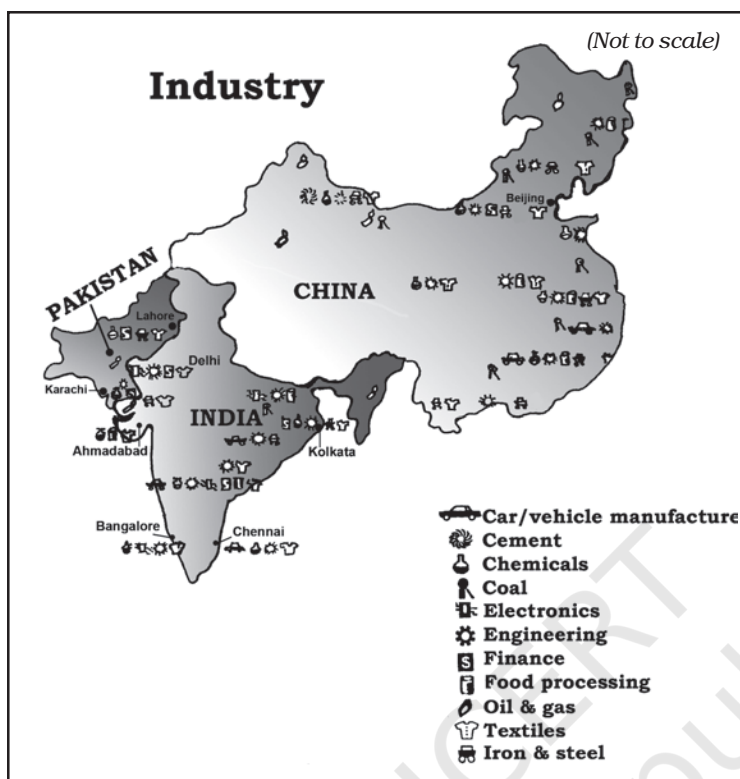 (Not to scale)
Industry
Beijing
PAKISTAN
CHINA
Lahore
Delhi
Karachi
INDIA
Ahmadabad
Kolkata
Bangalore
Chennai
Car/vehicle manufacture
Cement
Chemicals
Coal
Electronics
Engineering
S Finance
Food processing
Oil & gas
Textiles
Iron & steel
NCERT